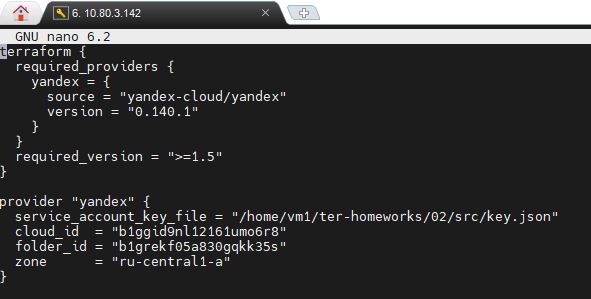 6. 10.80.3.142
GNU nano 6.2
terraform {
required_providers {
yandex = {
source = "yandex-cloud/yandex"
version = "0.140.1"
}
}
required_version = ">=1.5"
}
provider "yandex" {
service_account_key_file = "/home/vm1/ter-homeworks/02/src/key.json"
cloud_id  = "b1ggid9nl12161umo6r8"
folder_id = "b1grekf05a830gqkk35s"
zone      = "ru-central1-a"
}